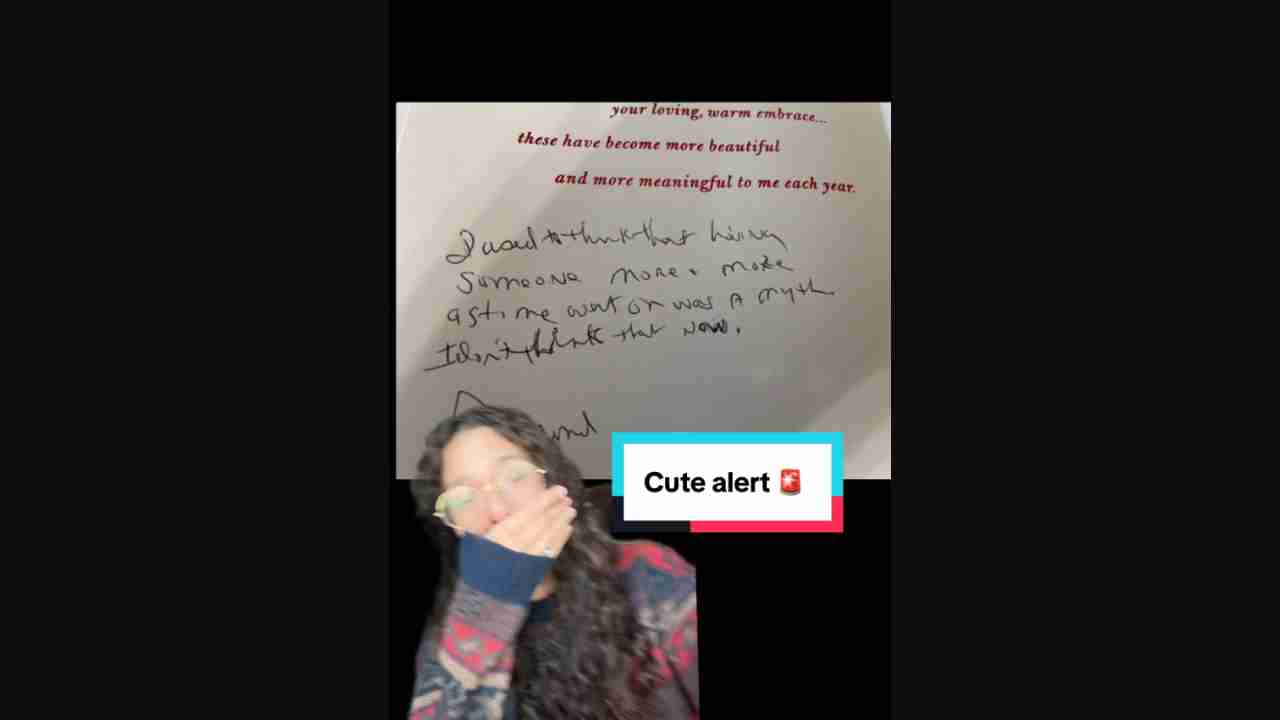 your loving, warm embrace...
these have become more beautiful
and more meaningful to me each year.
I used to think that loving
someone more & more
as time went on was a myth
I don't think that now.
Cute alert 🚨